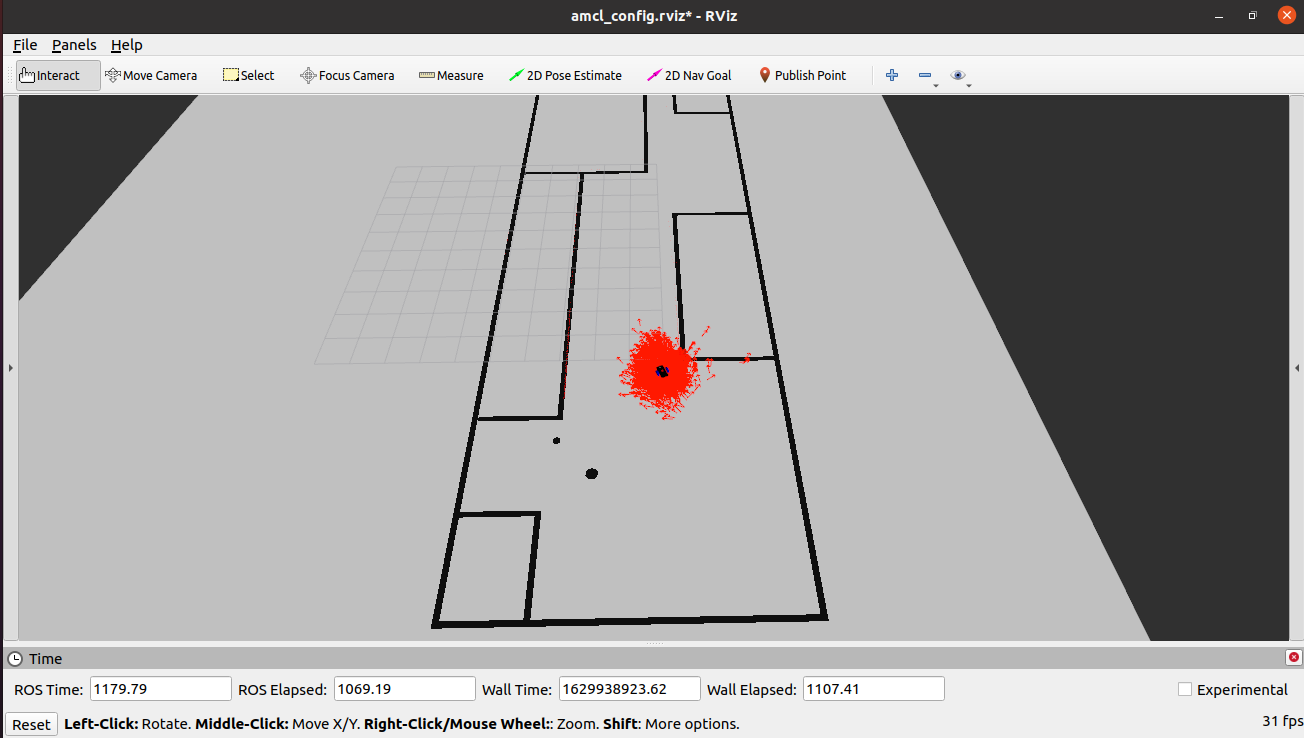 amcl_config.rviz* - RViz
File Panels Help
Interact Move Camera Select Focus Camera Measure 2D Pose Estimate 2D Nav Goal Publish Point
Time
ROS Time: 1179.79 ROS Elapsed: 1069.19 Wall Time: 1629938923.62 Wall Elapsed: 1107.41 Experimental
Reset Left-Click: Rotate. Middle-Click: Move X/Y. Right-Click/Mouse Wheel:: Zoom. Shift: More options. 31 fps